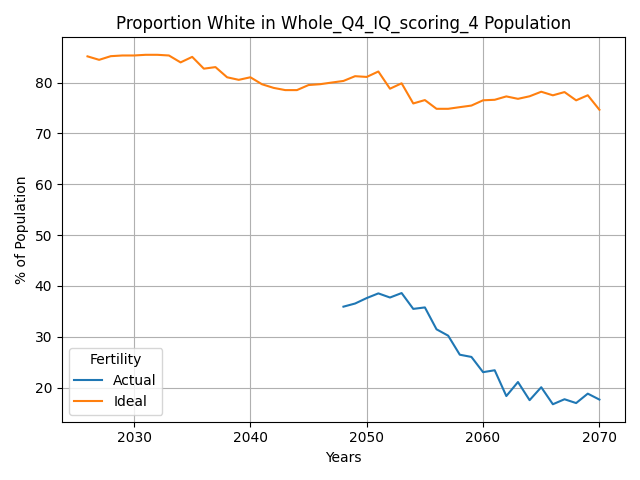 Proportion White in Whole_Q4_IQ_scoring_4 Population
% of Population
80
70
60
50
40
30
20
Fertility
Actual
Ideal
2030 2040 2050 2060 2070
Years